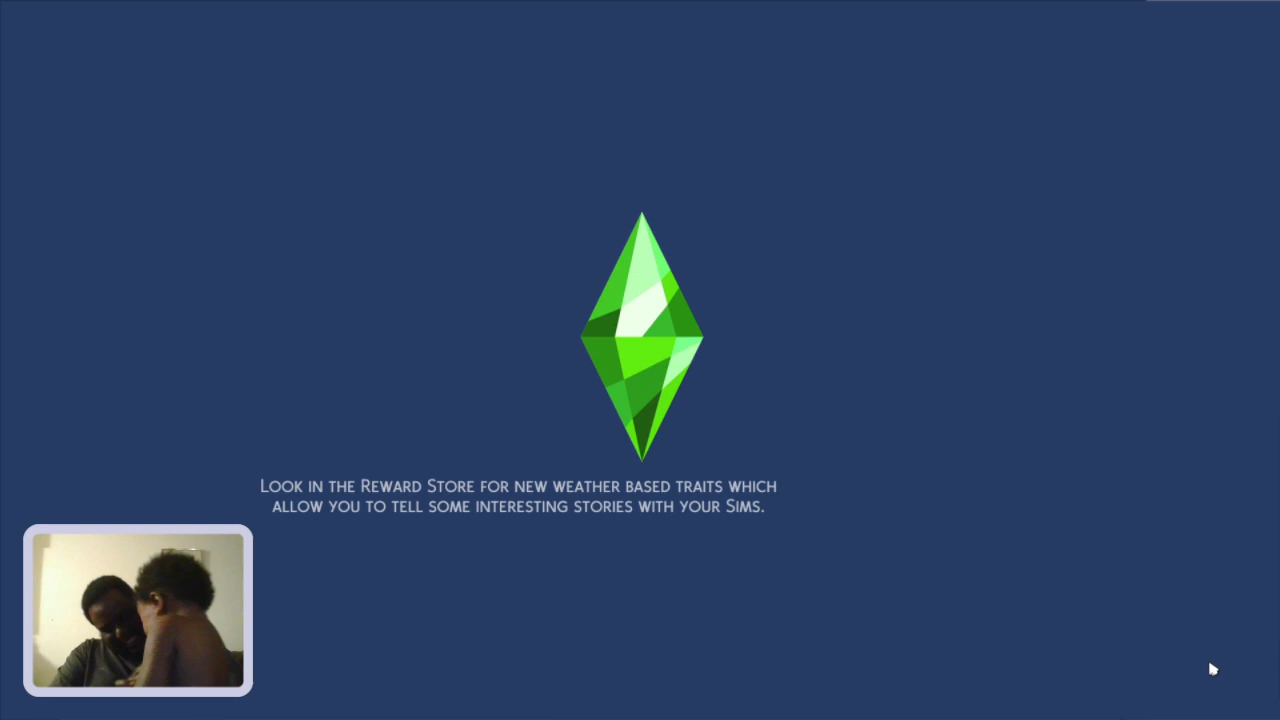 Look in the Reward Store for new weather based traits which
allow you to tell some interesting stories with your Sims.